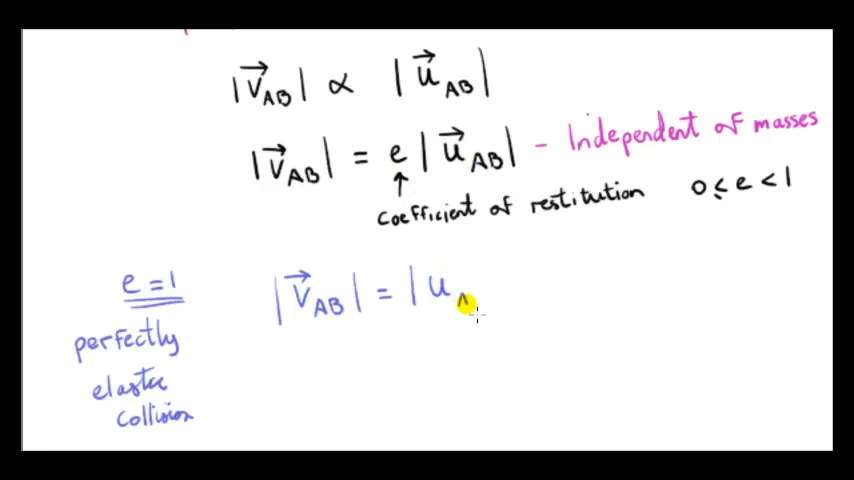 |V⃗AB| ∝ |u⃗AB|
|V⃗AB| = e |u⃗AB| - Independent of masses
↑
Coefficient of restitution 0 ≤ e < 1
e = 1
|V⃗AB| = | u A
perfectly
elastic
collision